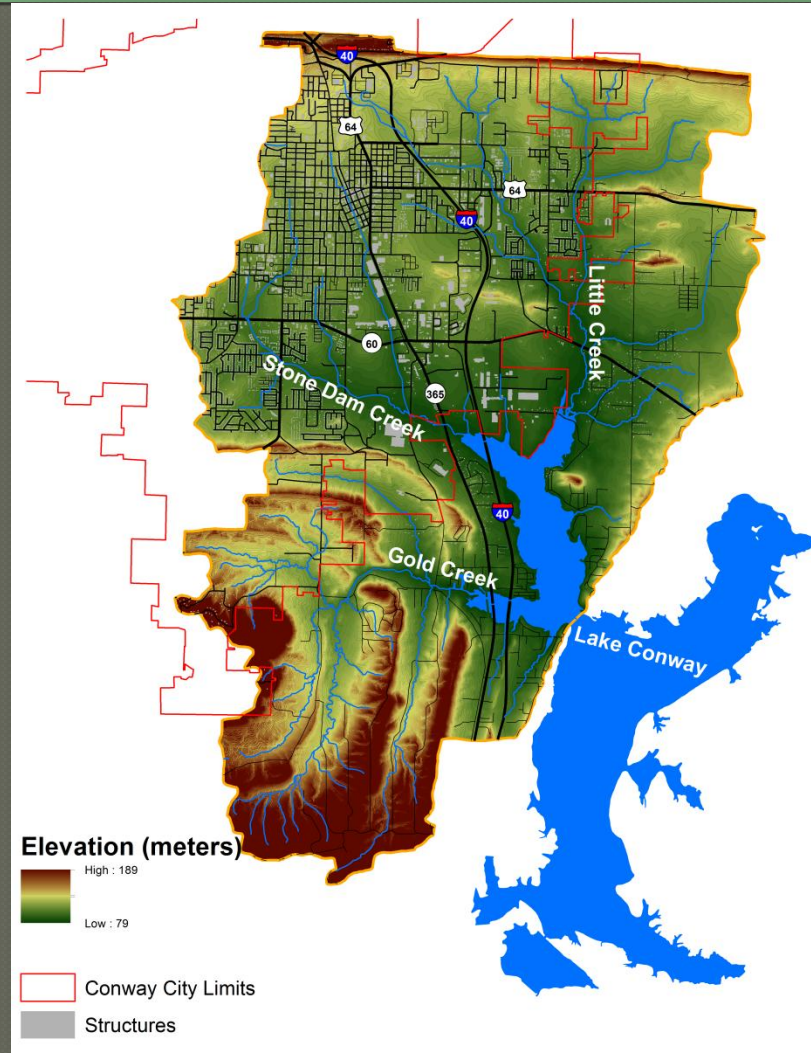 40
64
64
40
Little Creek
60
Stone Dam Creek
365
40
Gold Creek
Lake Conway
Elevation (meters)
High : 189
Low : 79
Conway City Limits
Structures